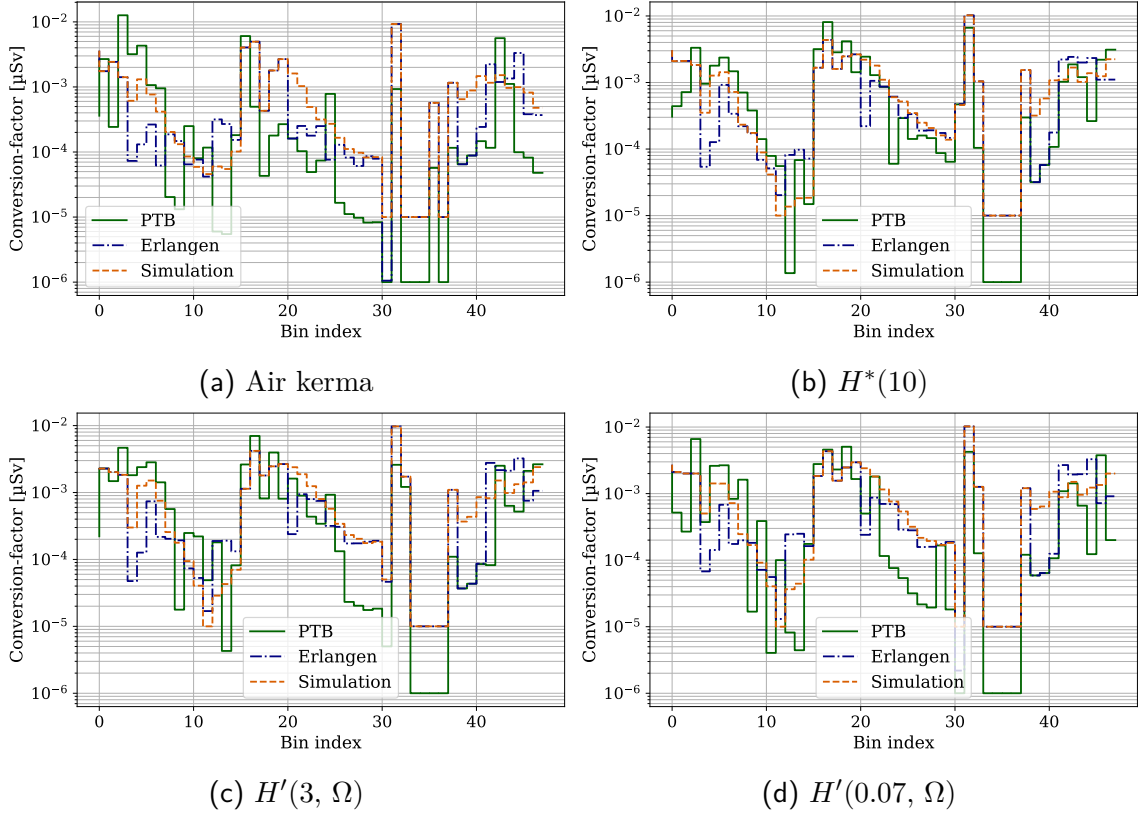 Conversion-factor [µSv]
10⁻²
10⁻³
10⁻⁴
10⁻⁵
10⁻⁶
PTB
Erlangen
Simulation
0 10 20 30 40
Bin index
(a) Air kerma
Conversion-factor [µSv]
10⁻²
10⁻³
10⁻⁴
10⁻⁵
10⁻⁶
PTB
Erlangen
Simulation
0 10 20 30 40
Bin index
(b) H*(10)
Conversion-factor [µSv]
10⁻²
10⁻³
10⁻⁴
10⁻⁵
10⁻⁶
PTB
Erlangen
Simulation
0 10 20 30 40
Bin index
(c) H′(3, Ω)
Conversion-factor [µSv]
10⁻²
10⁻³
10⁻⁴
10⁻⁵
10⁻⁶
PTB
Erlangen
Simulation
0 10 20 30 40
Bin index
(d) H′(0.07, Ω)